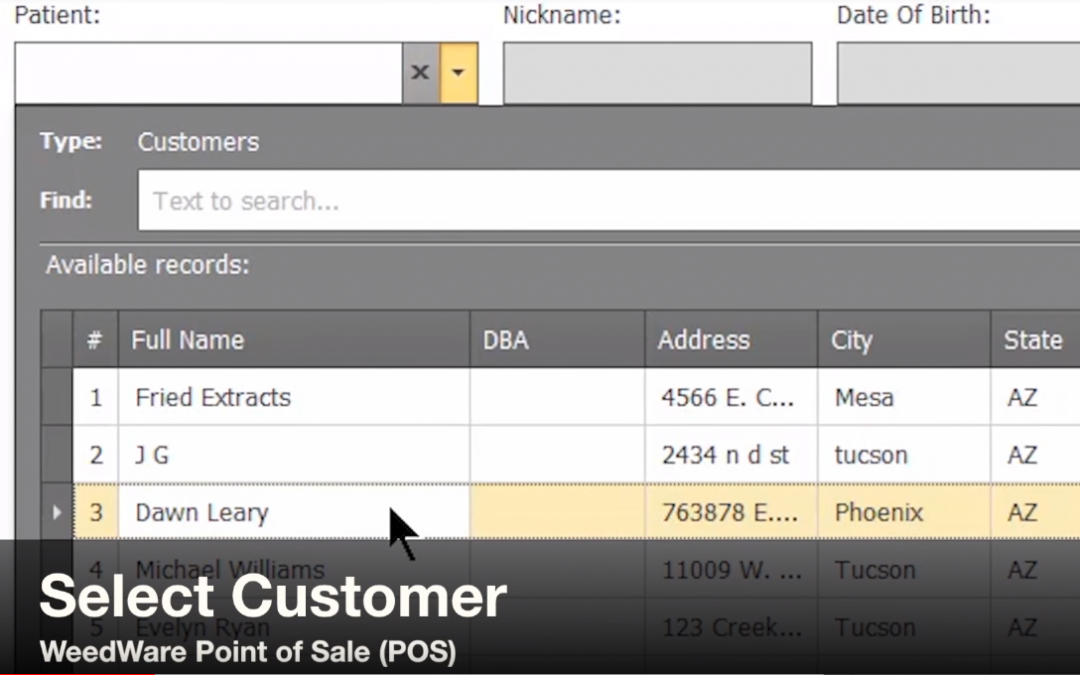 Patient: Nickname: Date Of Birth:
Type: Customers
Find: Text to search...
Available records:
# Full Name DBA Address City State
1 Fried Extracts 4566 E. C... Mesa AZ
2 J G 2434 n d st tucson AZ
3 Dawn Leary 763878 E.... Phoenix AZ
4 Michael Williams 11009 W. ... Tucson AZ
Select Customer
5 Evelyn Ryan 123 Creek... Tucson AZ
WeedWare Point of Sale (POS)